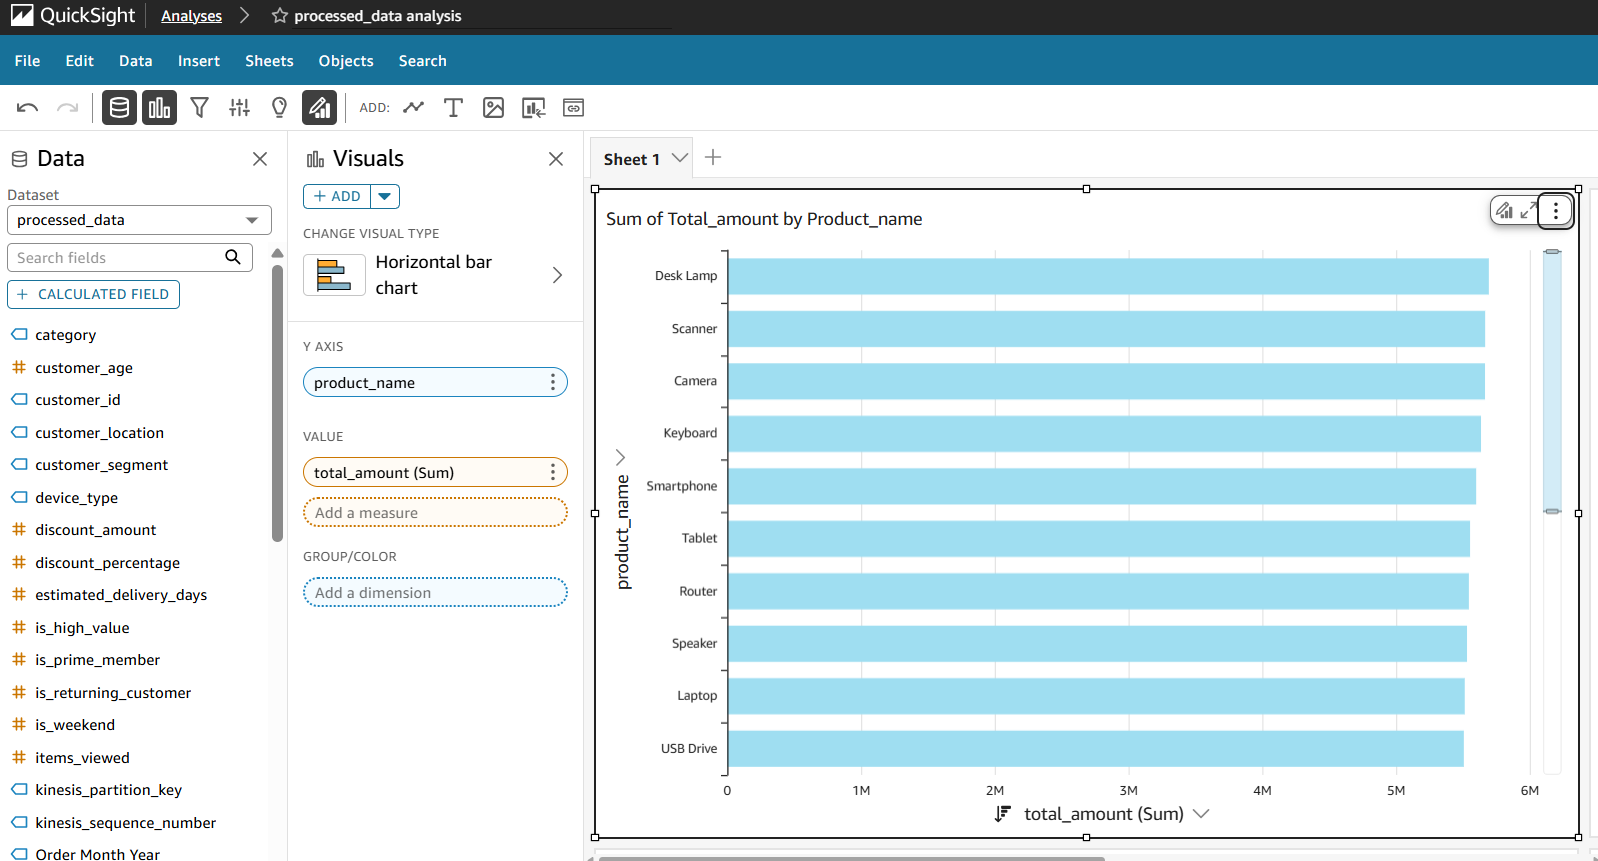 QuickSight
Analyses
processed_data analysis
File
Edit
Data
Insert
Sheets
Objects
Search
ADD:
Data
Dataset
processed_data
Search fields
+ CALCULATED FIELD
category
customer_age
customer_id
customer_location
customer_segment
device_type
discount_amount
discount_percentage
estimated_delivery_days
is_high_value
is_prime_member
is_returning_customer
is_weekend
items_viewed
kinesis_partition_key
kinesis_sequence_number
Order Month Year
Visuals
+ ADD
CHANGE VISUAL TYPE
Horizontal bar
chart
Y AXIS
product_name
VALUE
total_amount (Sum)
Add a measure
GROUP/COLOR
Add a dimension
Sheet 1
Sum of Total_amount by Product_name
product_name
Desk Lamp
Scanner
Camera
Keyboard
Smartphone
Tablet
Router
Speaker
Laptop
USB Drive
0
1M
2M
3M
4M
5M
6M
total_amount (Sum)